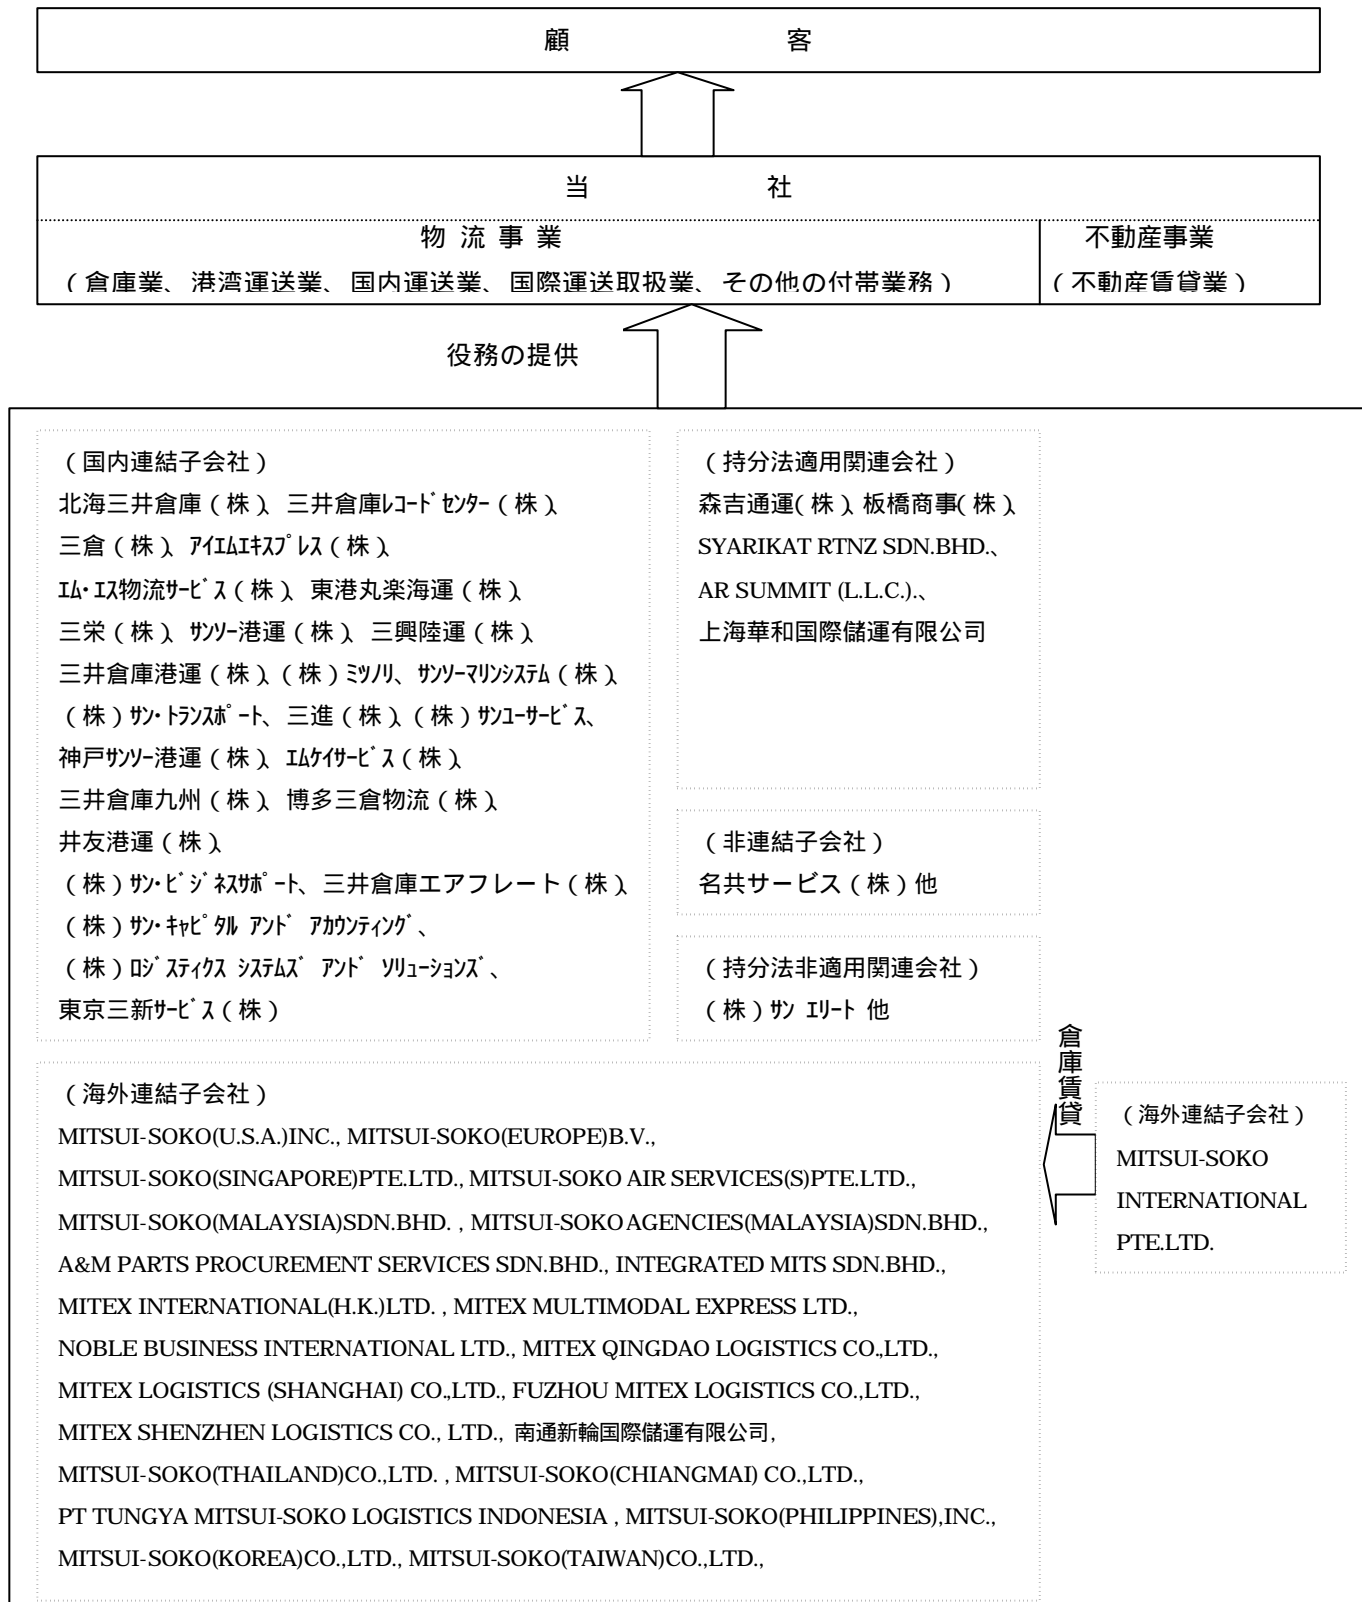 顧 客
当 社
物 流 事 業
（倉庫業、港湾運送業、国内運送業、国際運送取扱業、その他の付帯業務）
不動産事業
（不動産賃貸業）
役務の提供
（国内連結子会社）
北海三井倉庫（株）、三井倉庫ﾚｺｰﾄﾞｾﾝﾀｰ（株）、
三倉（株）、ｱｲｴﾑｴｷｽﾌﾟﾚｽ（株）、
ｴﾑ･ｴｽ物流ｻｰﾋﾞｽ（株）、東港丸楽海運（株）、
三栄（株）、ｻﾝｿｰ港運（株）、三興陸運（株）、
三井倉庫港運（株）、（株）ﾐﾂﾉﾘ、ｻﾝｿｰﾏﾘﾝｼｽﾃﾑ（株）、
（株）ｻﾝ･ﾄﾗﾝｽﾎﾟｰﾄ、三進（株）、（株）ｻﾝﾕｰｻｰﾋﾞｽ、
神戸ｻﾝｿｰ港運（株）、ｴﾑｹｲｻｰﾋﾞｽ（株）、
三井倉庫九州（株）、博多三倉物流（株）、
井友港運（株）、
（株）ｻﾝ･ﾋﾞｼﾞﾈｽｻﾎﾟｰﾄ、三井倉庫エアフレート（株）、
（株）ｻﾝ･ｷｬﾋﾟﾀﾙ ｱﾝﾄﾞ ｱｶｳﾝﾃｨﾝｸﾞ、
（株）ﾛｼﾞｽﾃｨｸｽ ｼｽﾃﾑｽﾞ ｱﾝﾄﾞ ｿﾘｭｰｼｮﾝｽﾞ、
東京三新ｻｰﾋﾞｽ（株）
（持分法適用関連会社）
森吉通運（株）、板橋商事（株）、
SYARIKAT RTNZ SDN.BHD.、
AR SUMMIT (L.L.C.).、
上海華和国際儲運有限公司
（非連結子会社）
名共サービス（株）他
（持分法非適用関連会社）
（株）ｻﾝ ｴﾘｰﾄ 他
（海外連結子会社）
MITSUI-SOKO(U.S.A.)INC., MITSUI-SOKO(EUROPE)B.V.,
MITSUI-SOKO(SINGAPORE)PTE.LTD., MITSUI-SOKO AIR SERVICES(S)PTE.LTD.,
MITSUI-SOKO(MALAYSIA)SDN.BHD. , MITSUI-SOKO AGENCIES(MALAYSIA)SDN.BHD.,
A&M PARTS PROCUREMENT SERVICES SDN.BHD., INTEGRATED MITS SDN.BHD.,
MITEX INTERNATIONAL(H.K.)LTD. , MITEX MULTIMODAL EXPRESS LTD.,
NOBLE BUSINESS INTERNATIONAL LTD., MITEX QINGDAO LOGISTICS CO.,LTD.,
MITEX LOGISTICS (SHANGHAI) CO.,LTD., FUZHOU MITEX LOGISTICS CO.,LTD.,
MITEX SHENZHEN LOGISTICS CO., LTD., 南通新輪国際儲運有限公司,
MITSUI-SOKO(THAILAND)CO.,LTD. , MITSUI-SOKO(CHIANGMAI) CO.,LTD.,
PT TUNGYA MITSUI-SOKO LOGISTICS INDONESIA , MITSUI-SOKO(PHILIPPINES),INC.,
MITSUI-SOKO(KOREA)CO.,LTD., MITSUI-SOKO(TAIWAN)CO.,LTD.,
倉庫賃貸
（海外連結子会社）
MITSUI-SOKO
INTERNATIONAL
PTE.LTD.